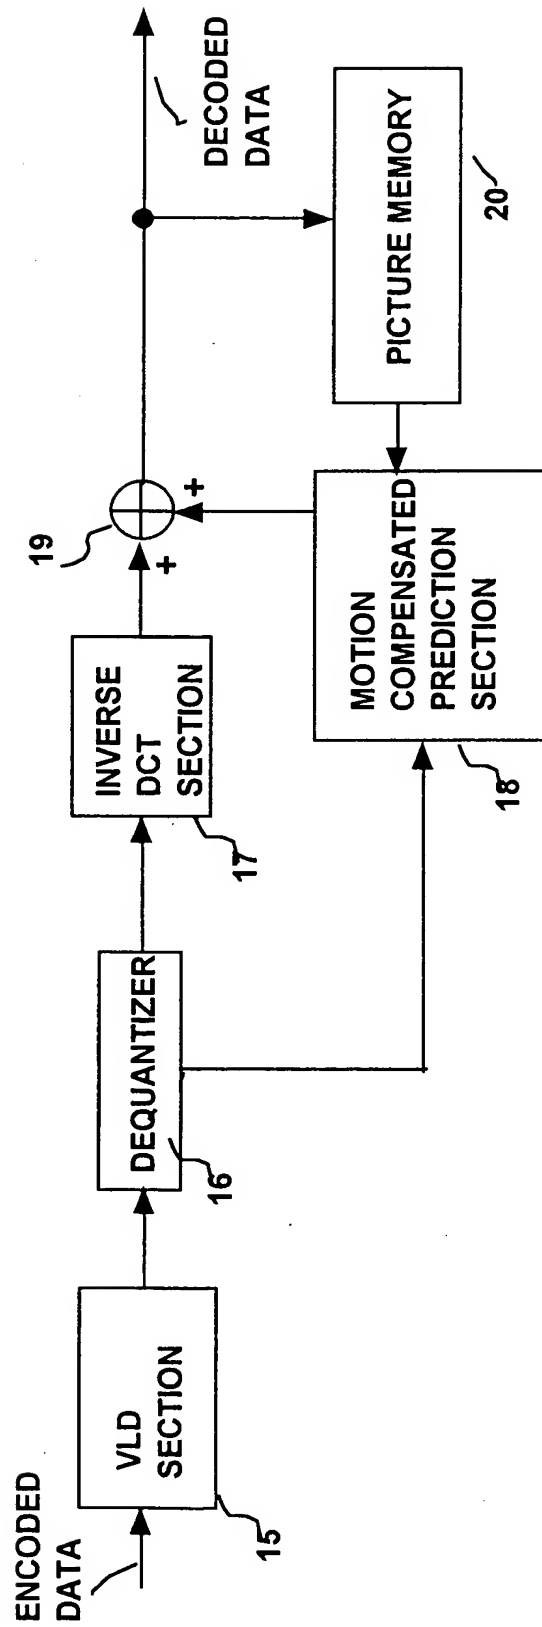 ENCODED
DATA
VLD
SECTION
15
DEQUANTIZER
16
INVERSE
DCT
SECTION
17
19
+
+
MOTION
COMPENSATED
PREDICTION
SECTION
18
PICTURE MEMORY
20
DECODED
DATA